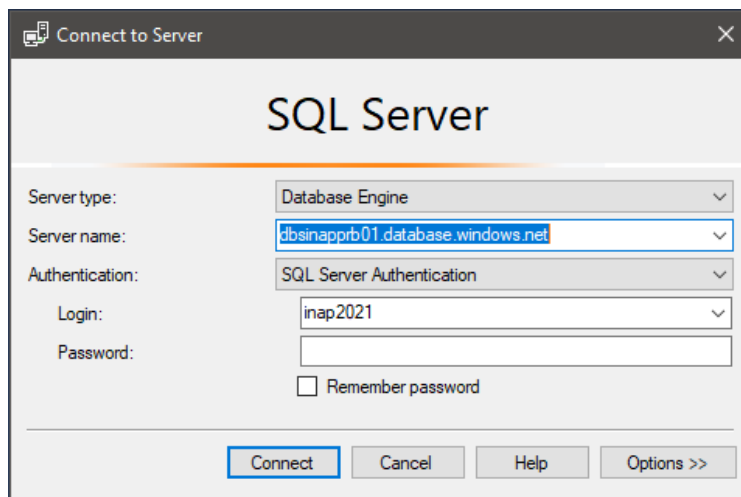 Connect to Server
SQL Server
Server type: Database Engine
Server name: dbsinapprb01.database.windows.net
Authentication: SQL Server Authentication
Login: inap2021
Password:
Remember password
Connect Cancel Help Options >>